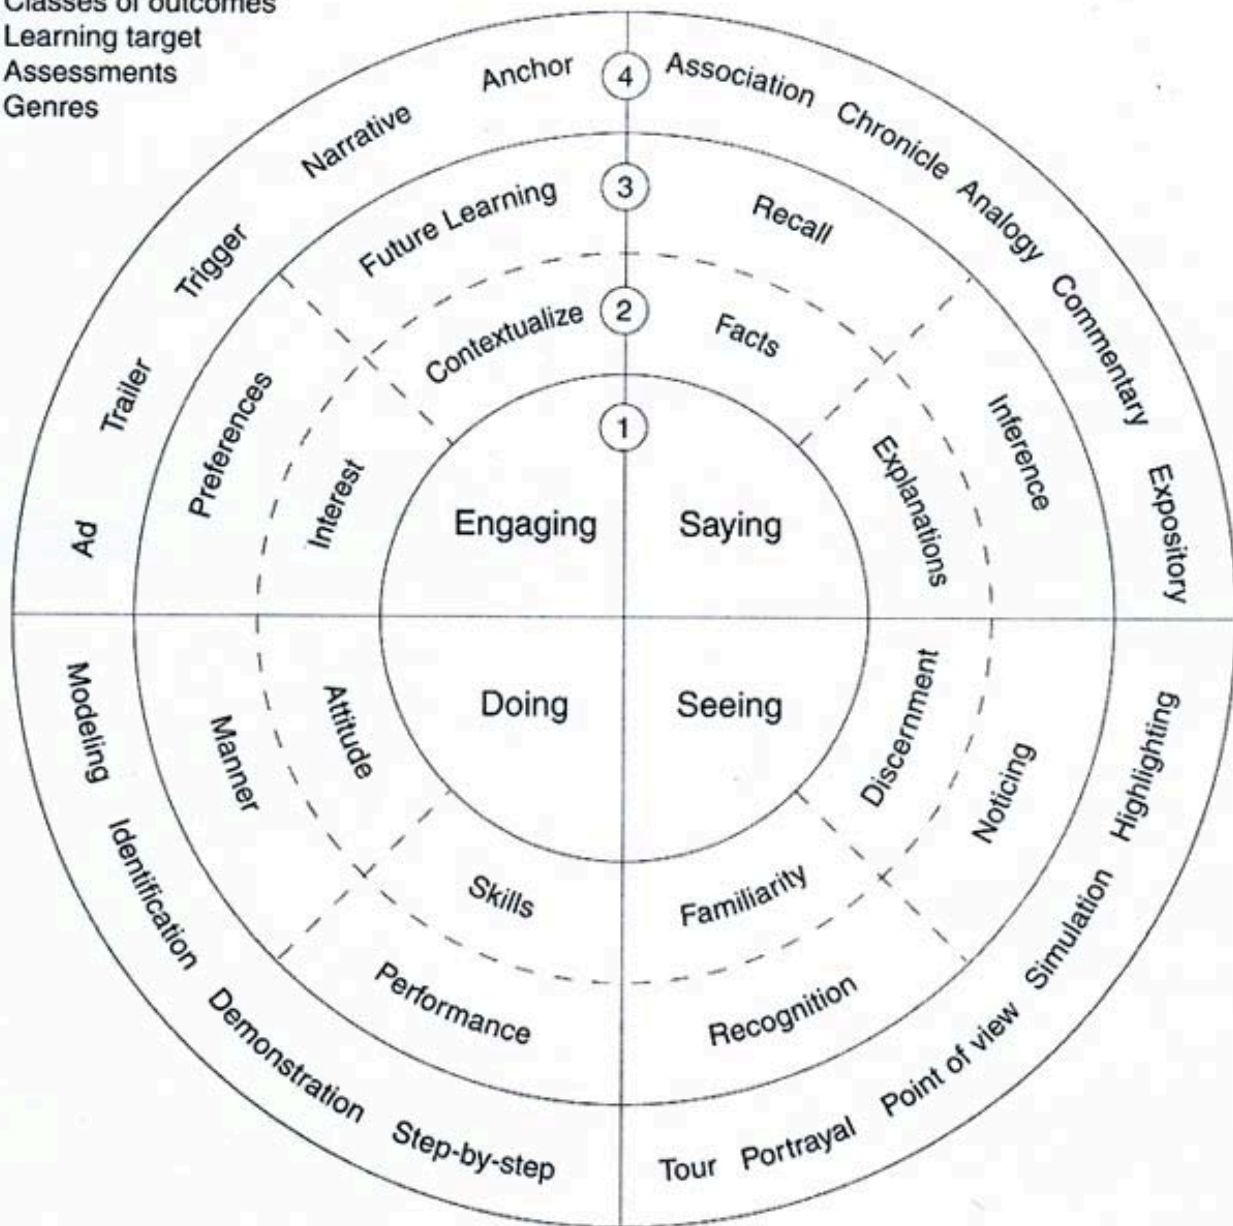 Classes of outcomes
Learning target
Assessments
Genres
Anchor
Narrative
Trigger
Trailer
Ad
4
Association
Chronicle
Analogy
Commentary
Expository
Future Learning
Preferences
3
Recall
Inference
Contextualize
Interest
2
Facts
Explanations
1
Engaging
Saying
Doing
Seeing
Attitude
Skills
Discernment
Familiarity
Manner
Performance
Noticing
Recognition
Modeling
Identification
Demonstration
Step-by-step
Highlighting
Simulation
Point of view
Portrayal
Tour